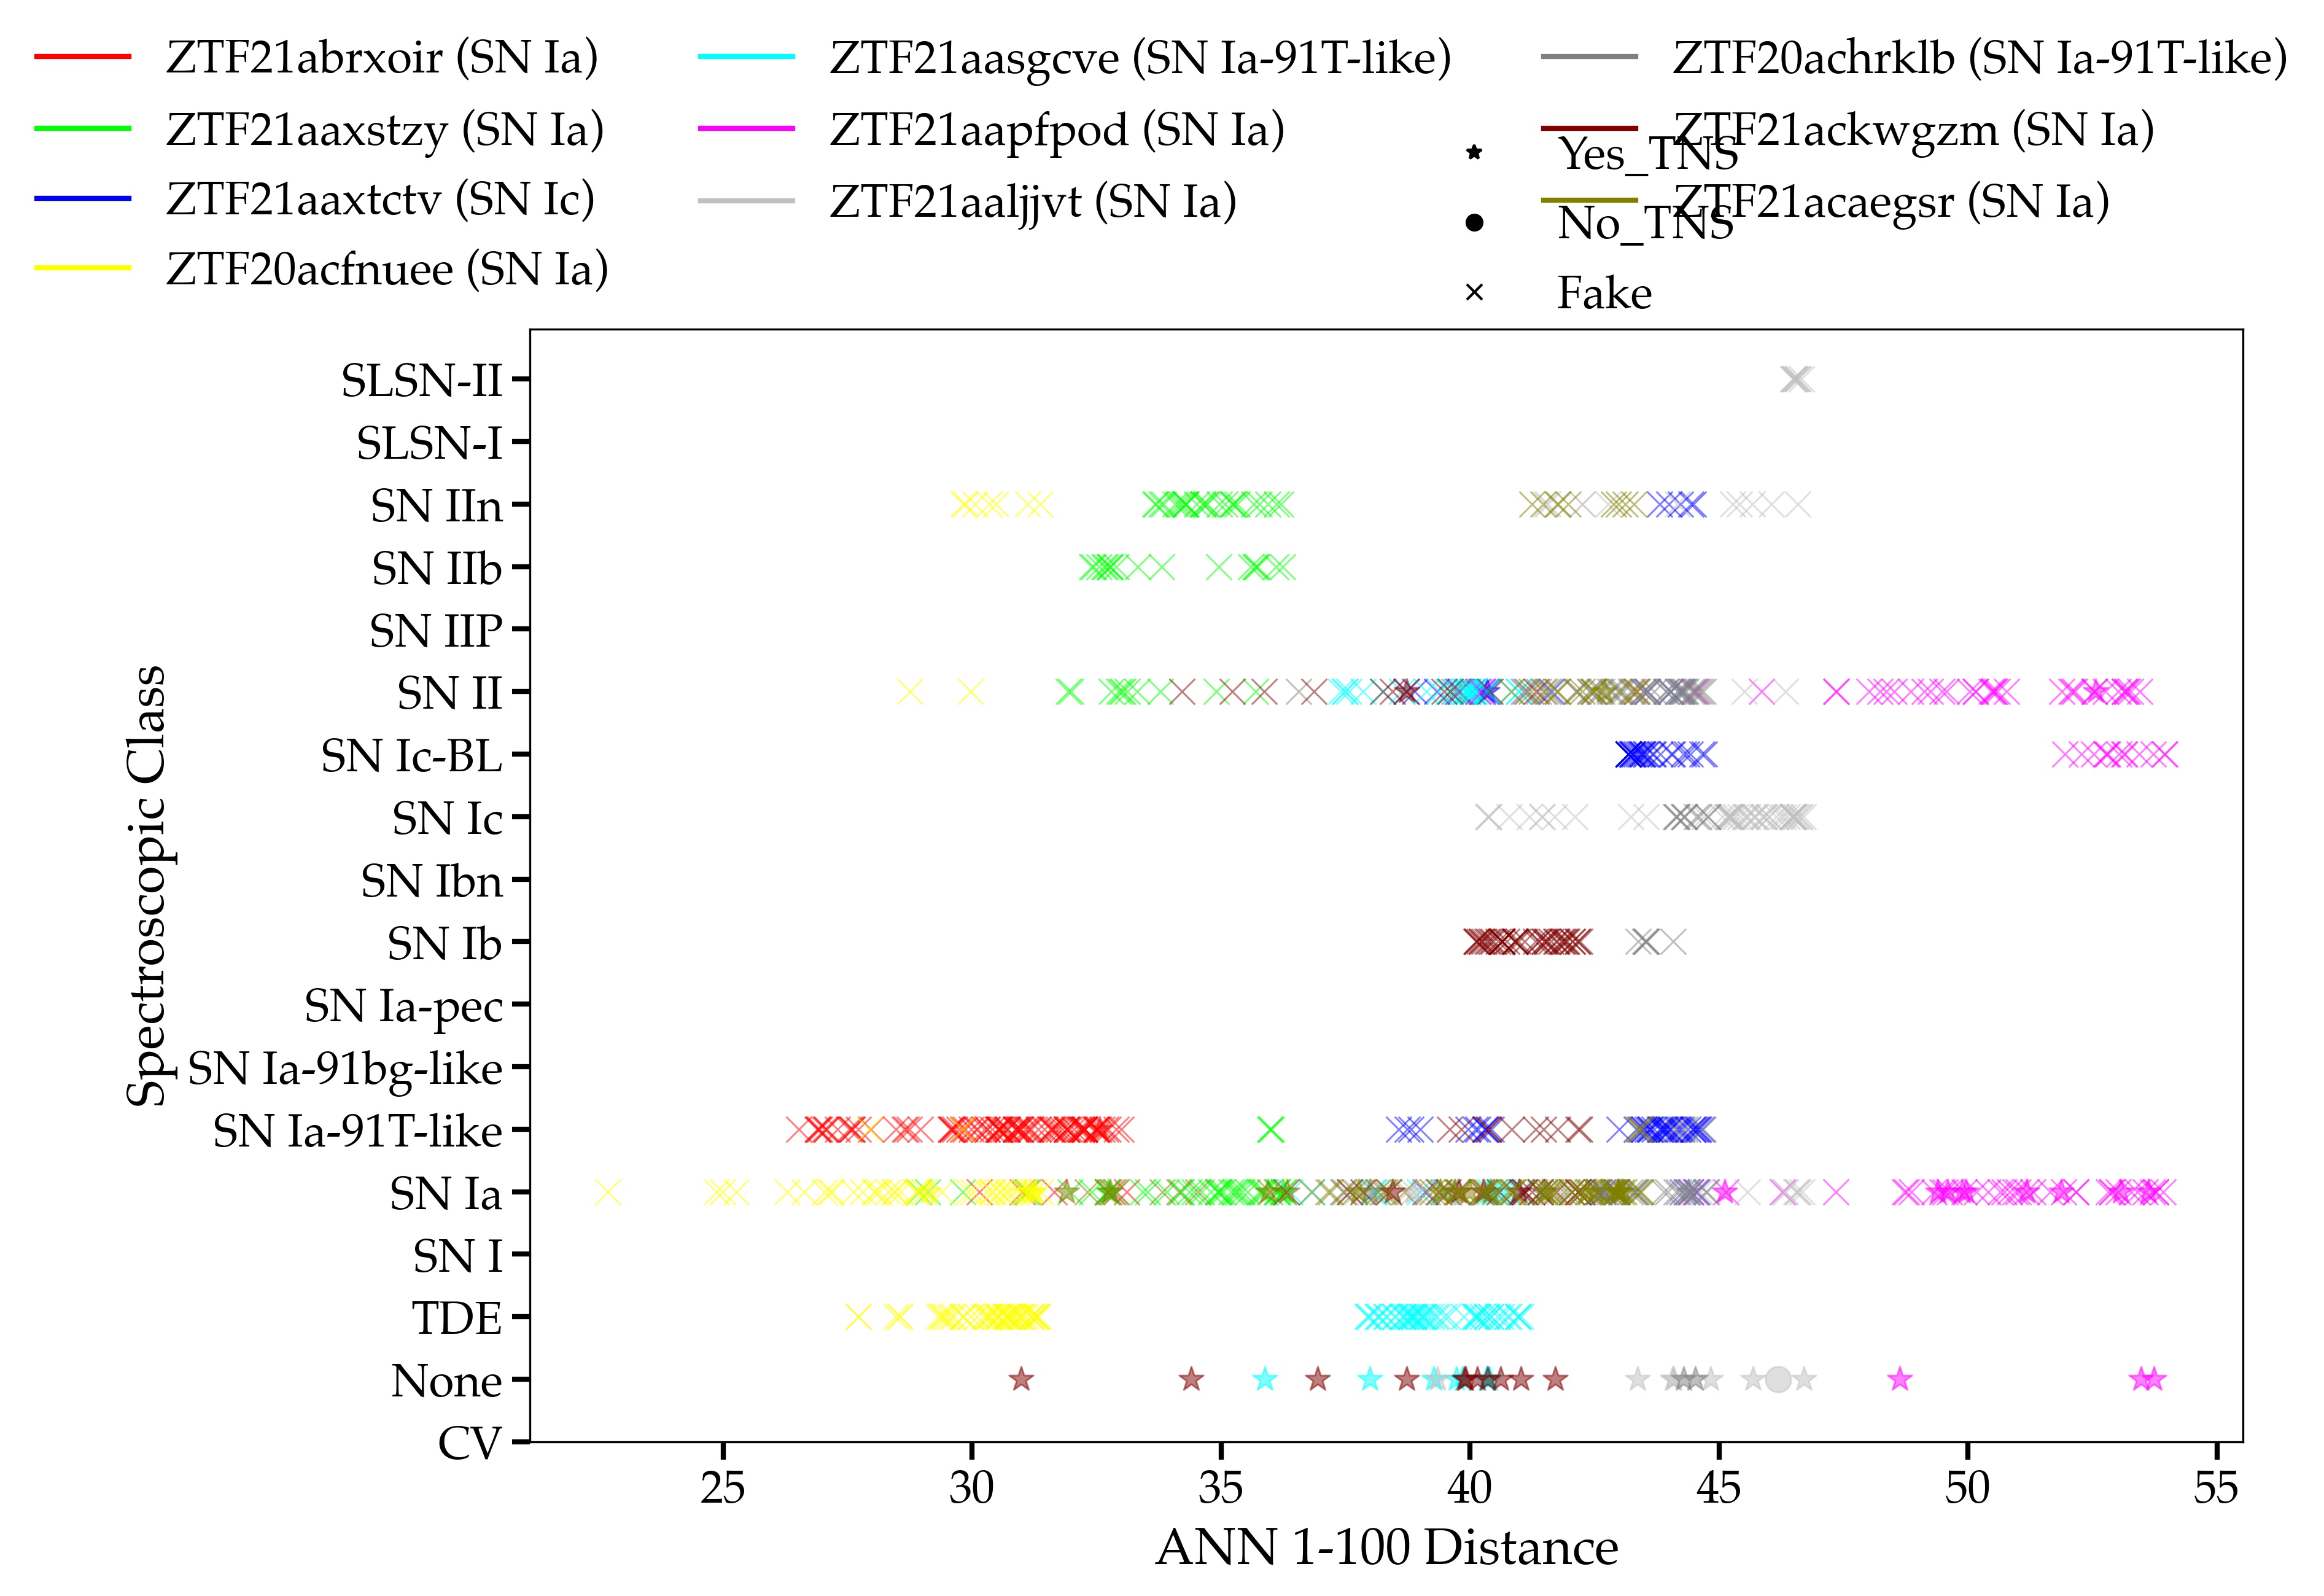 ZTF21abrxoir (SN Ia)
ZTF21aaxstzy (SN Ia)
ZTF21aaxtctv (SN Ic)
ZTF20acfnuee (SN Ia)
ZTF21aasgcve (SN Ia-91T-like)
ZTF21aapfpod (SN Ia)
ZTF21aaljjvt (SN Ia)
ZTF20achrklb (SN Ia-91T-like)
ZTF21ackwgzm (SN Ia)
ZTF21acaegsr (SN Ia)
Yes_TNS
No_TNS
Fake
Spectroscopic Class
SLSN-II
SLSN-I
SN IIn
SN IIb
SN IIP
SN II
SN Ic-BL
SN Ic
SN Ibn
SN Ib
SN Ia-pec
SN Ia-91bg-like
SN Ia-91T-like
SN Ia
SN I
TDE
None
CV
25 30 35 40 45 50 55
ANN 1-100 Distance